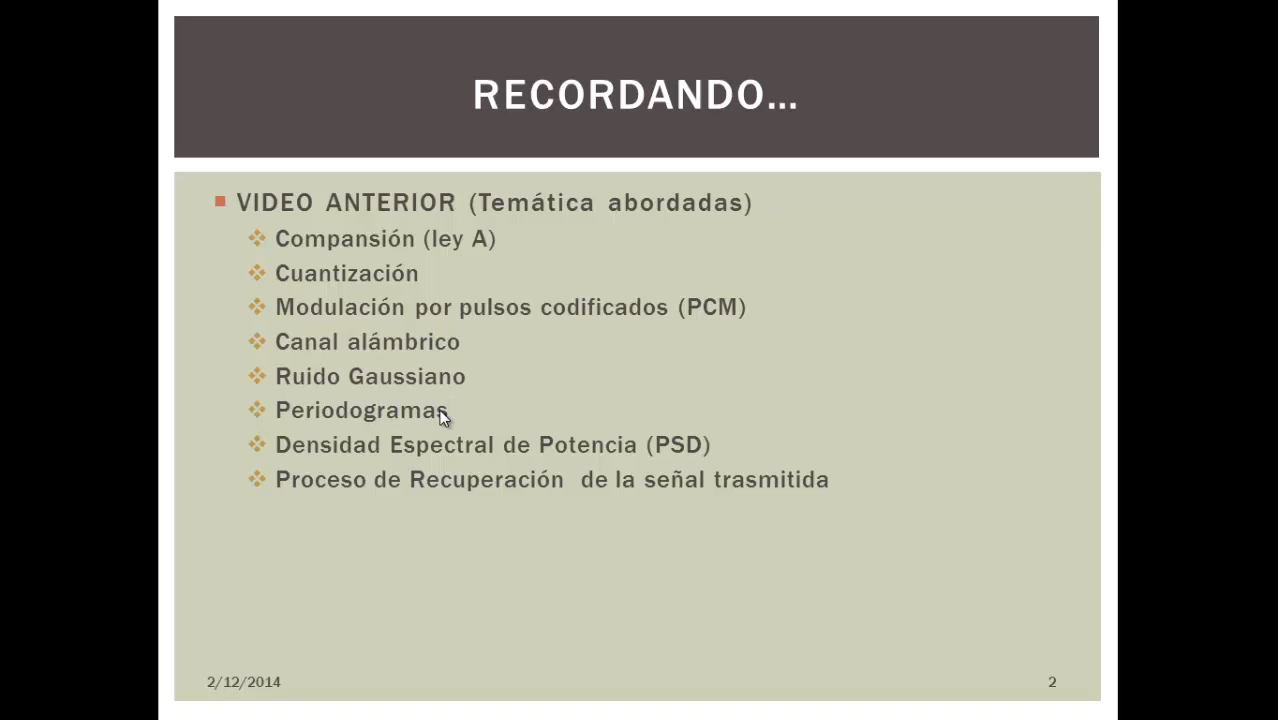 RECORDANDO…
VIDEO ANTERIOR (Temática abordadas)
Compansión (ley A)
Cuantización
Modulación por pulsos codificados (PCM)
Canal alámbrico
Ruido Gaussiano
Periodogramas
Densidad Espectral de Potencia (PSD)
Proceso de Recuperación de la señal trasmitida
2/12/2014
2